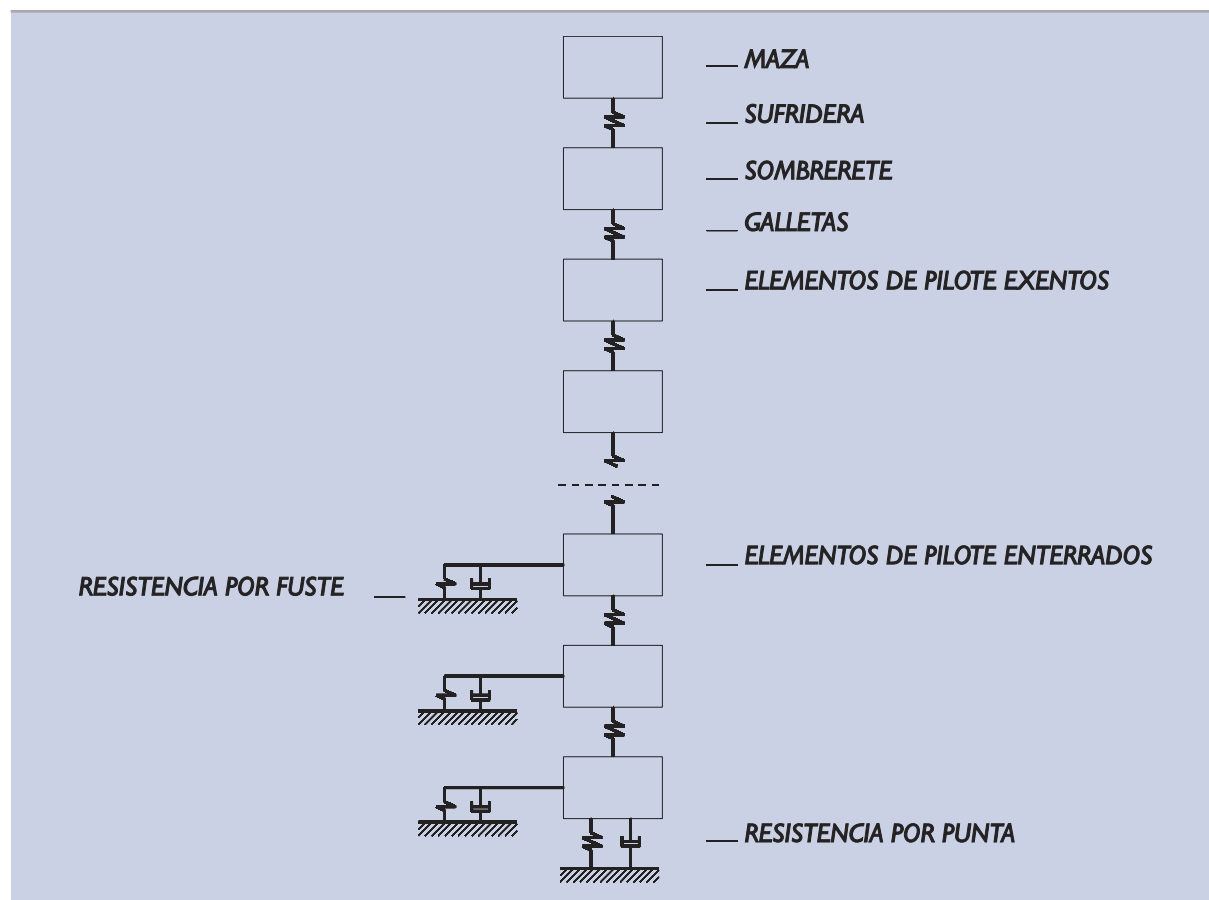 MAZA
SUFRIDERA
SOMBRERETE
GALLETAS
ELEMENTOS DE PILOTE EXENTOS
ELEMENTOS DE PILOTE ENTERRADOS
RESISTENCIA POR FUSTE
RESISTENCIA POR PUNTA